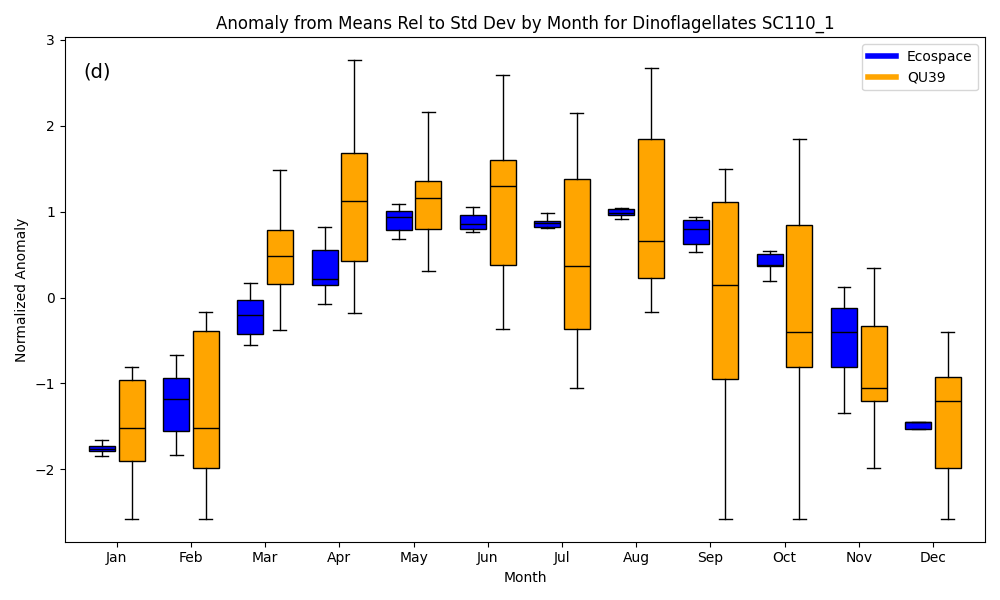 Anomaly from Means Rel to Std Dev by Month for Dinoflagellates SC110_1
(d)
Ecospace
QU39
Normalized Anomaly
3
2
1
0
−1
−2
Jan Feb Mar Apr May Jun Jul Aug Sep Oct Nov Dec
Month